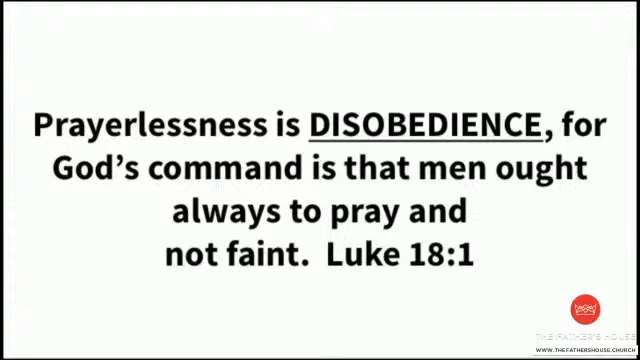 Prayerlessness is DISOBEDIENCE, for
God's command is that men ought
always to pray and
not faint.  Luke 18:1
THE FATHER'S HOUSE
WWW.THEFATHERSHOUSE.CHURCH